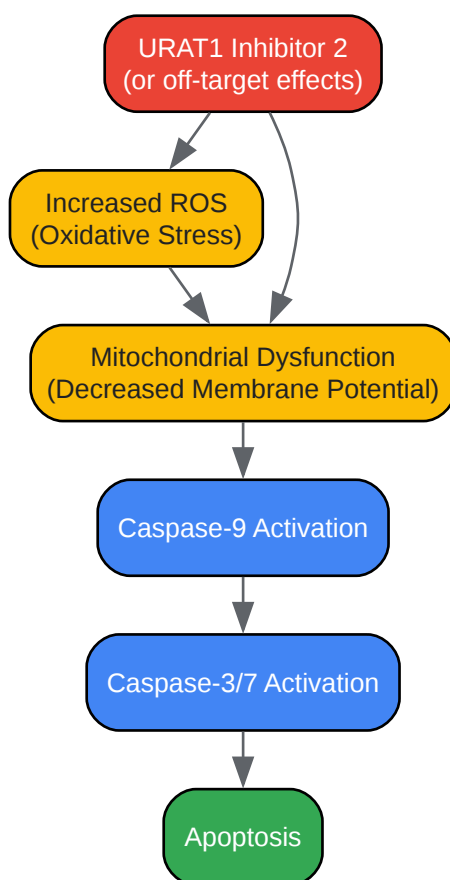 URAT1 Inhibitor 2
(or off-target effects)
Increased ROS
(Oxidative Stress)
Mitochondrial Dysfunction
(Decreased Membrane Potential)
Caspase-9 Activation
Caspase-3/7 Activation
Apoptosis